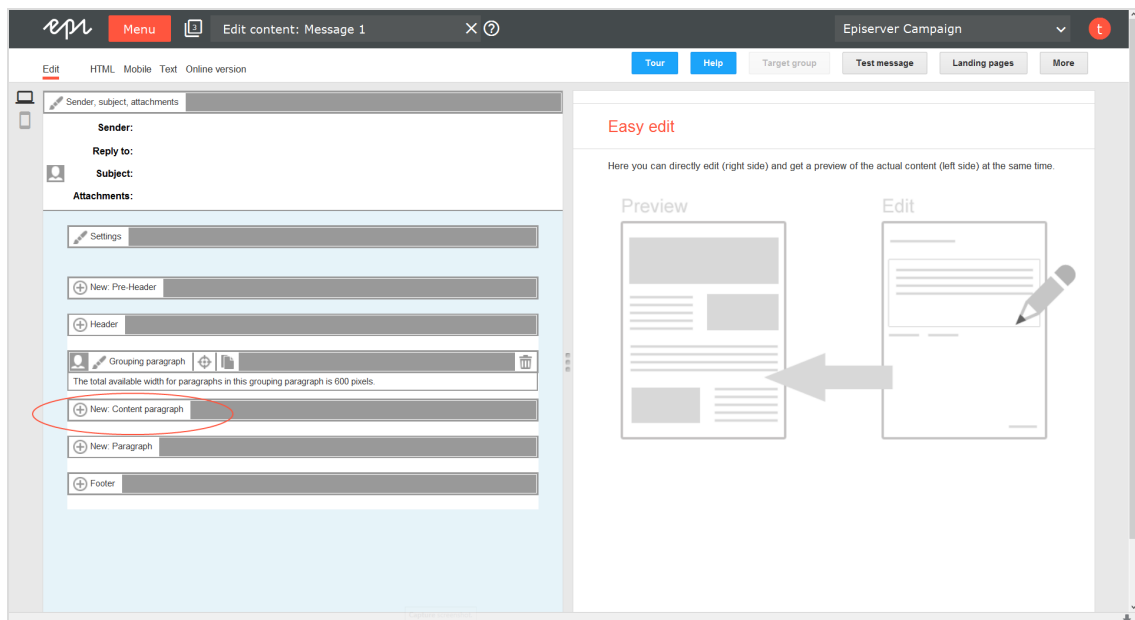 epi Menu 3 Edit content: Message 1 Episerver Campaign t
Edit HTML Mobile Text Online version Tour Help Target group Test message Landing pages More
Sender, subject, attachments
Sender:
Reply to:
Subject:
Attachments:
Settings
New: Pre-Header
Header
Grouping paragraph
The total available width for paragraphs in this grouping paragraph is 600 pixels.
New: Content paragraph
New: Paragraph
Footer
Easy edit
Here you can directly edit (right side) and get a preview of the actual content (left side) at the same time.
Preview Edit